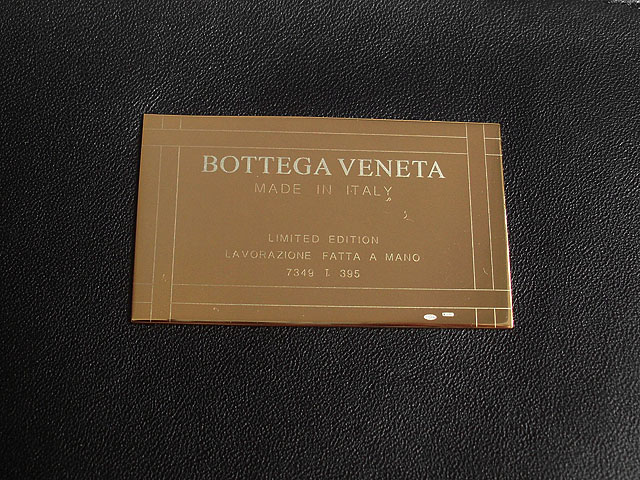 BOTTEGA VENETA
MADE IN ITALY
LIMITED EDITION
LAVORAZIONE FATTA A MANO
7349 T 395